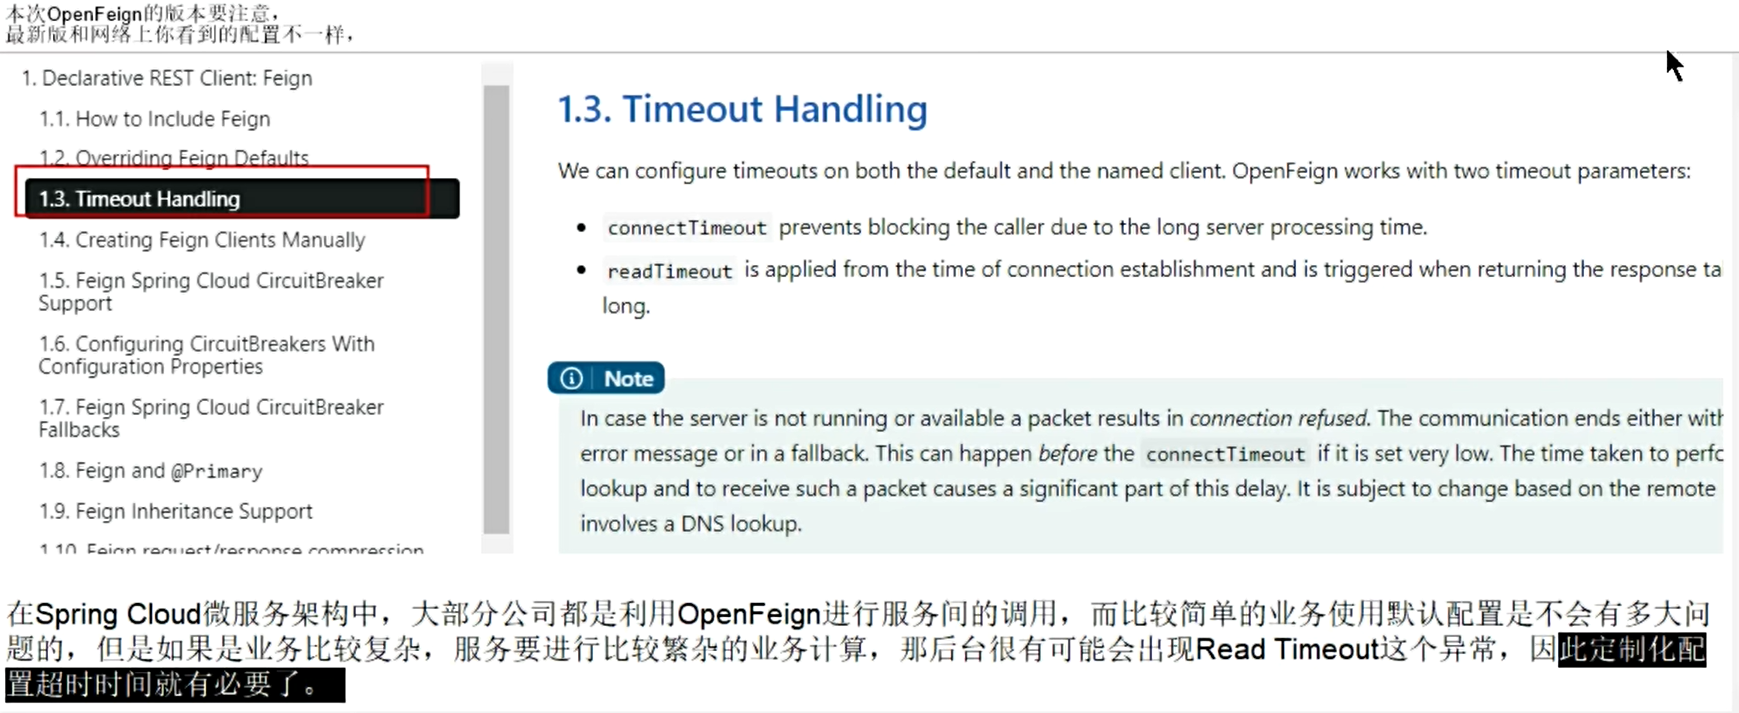 本次OpenFeign的版本要注意，
最新版和网络上你看到的配置不一样，
1. Declarative REST Client: Feign
1.1. How to Include Feign
1.2. Overriding Feign Defaults
1.3. Timeout Handling
1.4. Creating Feign Clients Manually
1.5. Feign Spring Cloud CircuitBreaker
Support
1.6. Configuring CircuitBreakers With
Configuration Properties
1.7. Feign Spring Cloud CircuitBreaker
Fallbacks
1.8. Feign and @Primary
1.9. Feign Inheritance Support
1.10. Feign request/response compression
1.3. Timeout Handling
We can configure timeouts on both the default and the named client. OpenFeign works with two timeout parameters:
• connectTimeout prevents blocking the caller due to the long server processing time.
• readTimeout is applied from the time of connection establishment and is triggered when returning the response ta
long.
Note
In case the server is not running or available a packet results in connection refused. The communication ends either with
error message or in a fallback. This can happen before the connectTimeout if it is set very low. The time taken to perfo
lookup and to receive such a packet causes a significant part of this delay. It is subject to change based on the remote
involves a DNS lookup.
在Spring Cloud微服务架构中，大部分公司都是利用OpenFeign进行服务间的调用，而比较简单的业务使用默认配置是不会有多大问
题的，但是如果是业务比较复杂，服务要进行比较繁杂的业务计算，那后台很有可能会出现Read Timeout这个异常，因此定制化配
置超时时间就有必要了。